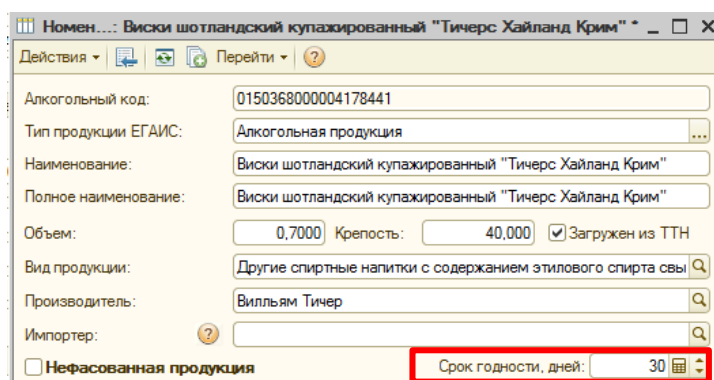 Номен...: Виски шотландский купажированный "Тичерс Хайланд Крим" *
Действия Перейти ?
Алкогольный код: 0150368000004178441
Тип продукции ЕГАИС: Алкогольная продукция ...
Наименование: Виски шотландский купажированный "Тичерс Хайланд Крим"
Полное наименование: Виски шотландский купажированный "Тичерс Хайланд Крим"
Объем: 0,7000 Крепость: 40,000 Загружен из ТТН
Вид продукции: Другие спиртные напитки с содержанием этилового спирта свы
Производитель: Вилльям Тичер
Импортер: ?
Нефасованная продукция Срок годности, дней: 30